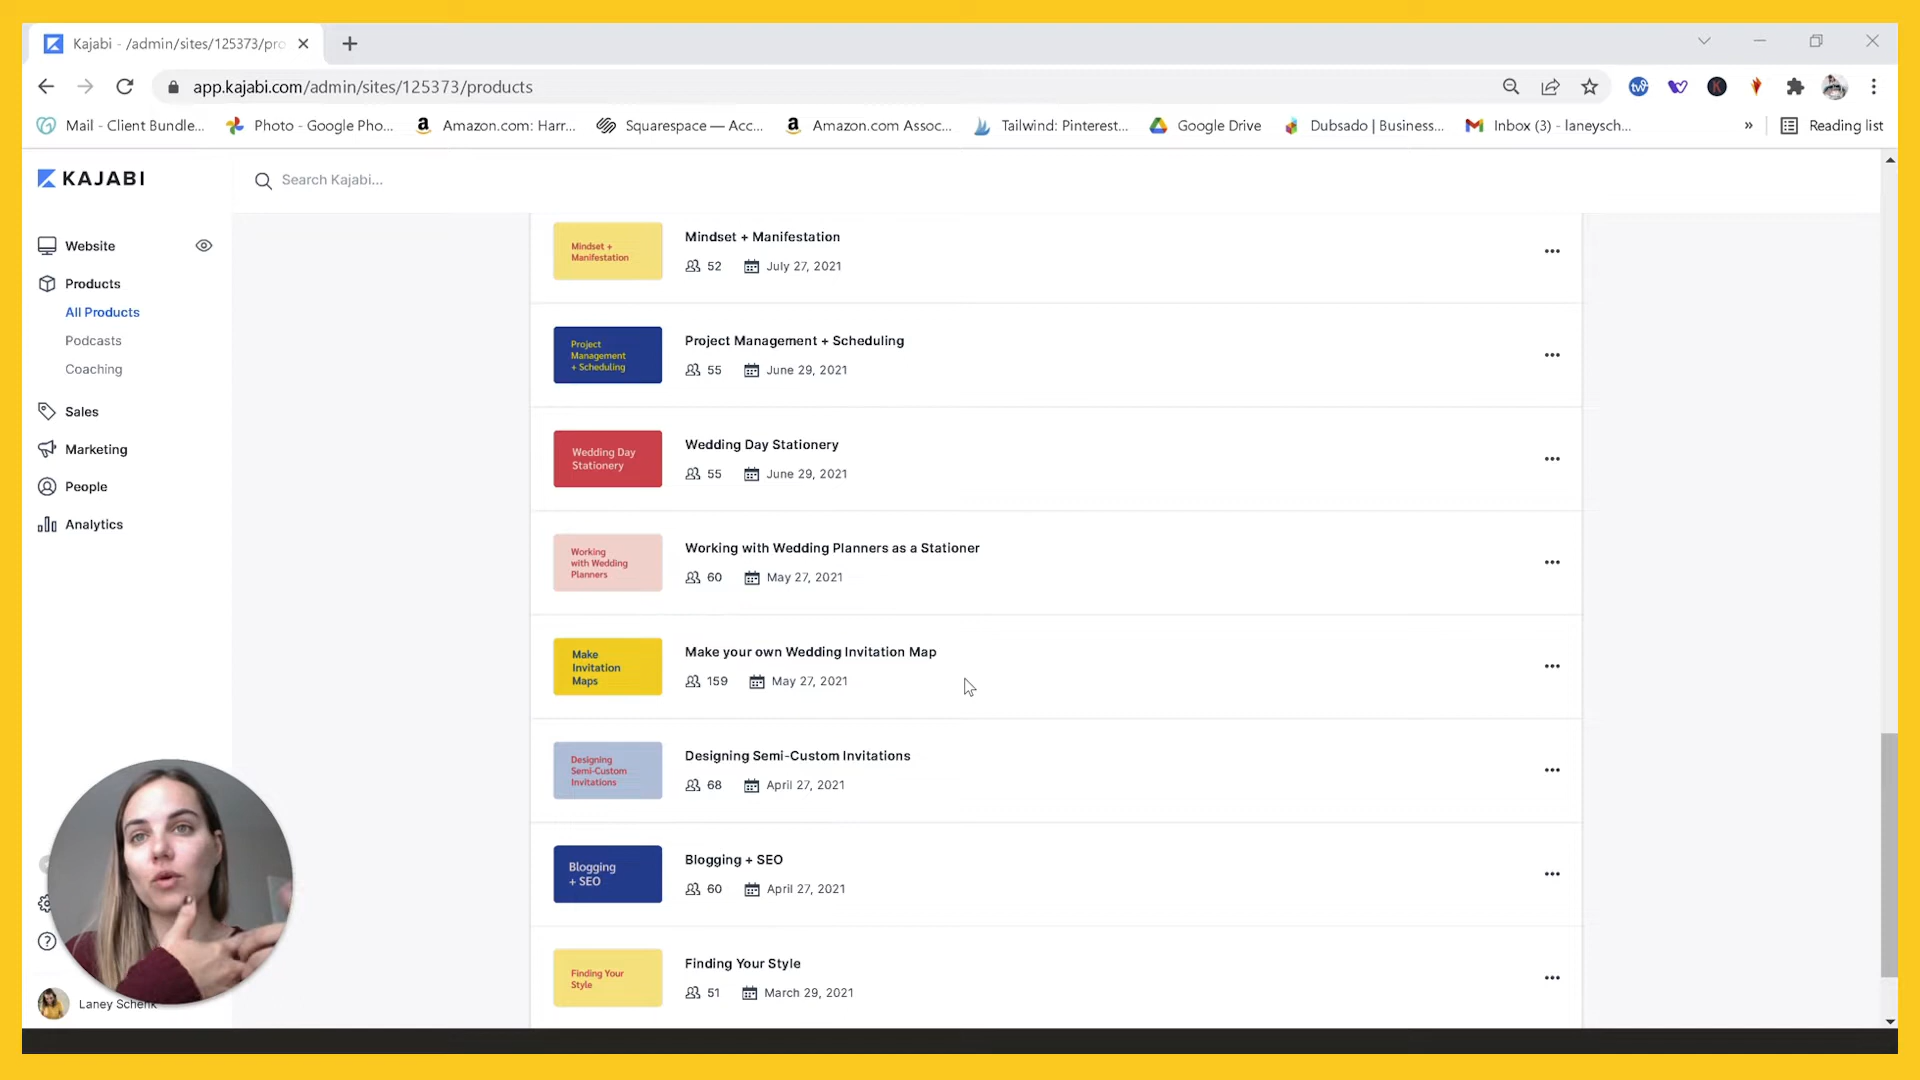 Kajabi - /admin/sites/125373/pro
app.kajabi.com/admin/sites/125373/products
Mail - Client Bundle...
Photo - Google Pho...
Amazon.com: Harr...
Squarespace — Acc...
Amazon.com Assoc...
Tailwind: Pinterest...
Google Drive
Dubsado | Business...
Inbox (3) - laneysch...
»
Reading list
KAJABI
Search Kajabi...
Website
Products
All Products
Podcasts
Coaching
Sales
Marketing
People
Analytics
Laney Schenk
Mindset +
Manifestation
Mindset + Manifestation
52 July 27, 2021
Project
Management
+ Scheduling
Project Management + Scheduling
55 June 29, 2021
Wedding Day
Stationery
Wedding Day Stationery
55 June 29, 2021
Working
with Wedding
Planners
Working with Wedding Planners as a Stationer
60 May 27, 2021
Make
Invitation
Maps
Make your own Wedding Invitation Map
159 May 27, 2021
Designing
Semi-Custom
Invitations
Designing Semi-Custom Invitations
68 April 27, 2021
Blogging
+ SEO
Blogging + SEO
60 April 27, 2021
Finding Your
Style
Finding Your Style
51 March 29, 2021